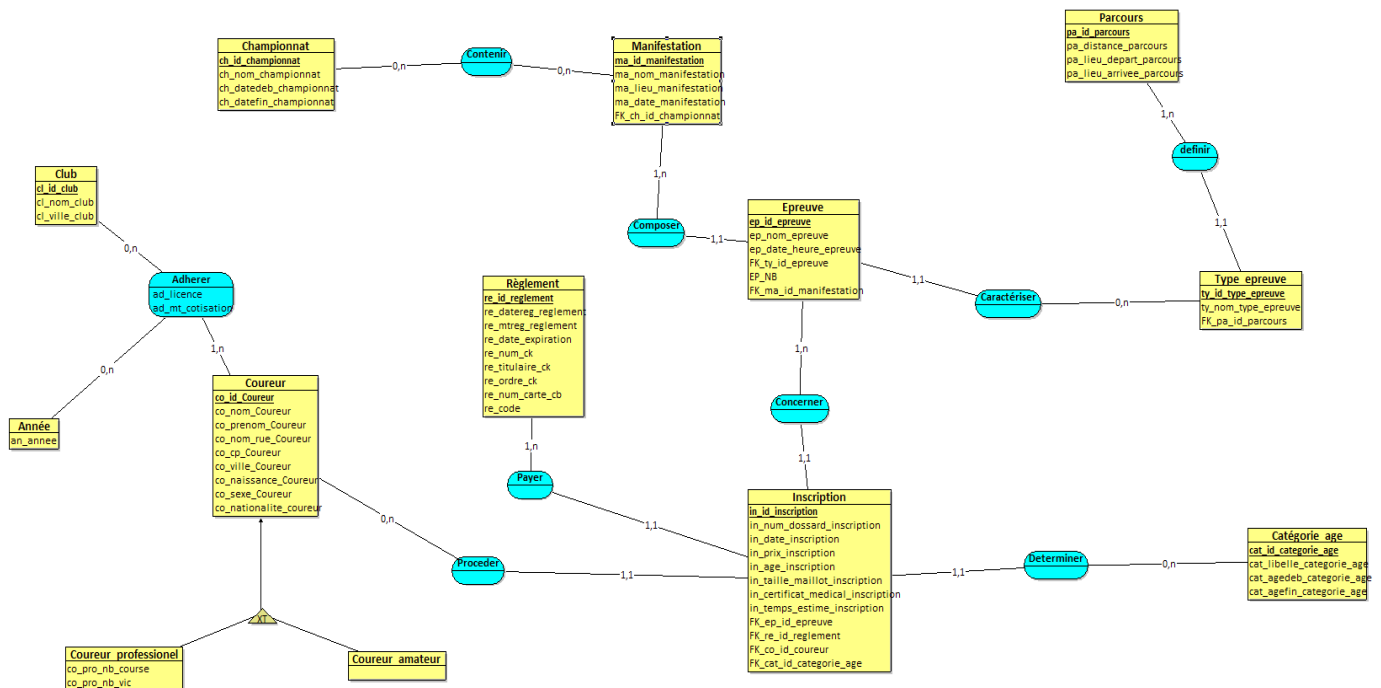 Championnat
ch_id_championnat
ch_nom_championnat
ch_datedeb_championnat
ch_datefin_championnat
0,n
Contenir
0,n
Manifestation
ma_id_manifestation
ma_nom_manifestation
ma_lieu_manifestation
ma_date_manifestation
FK_ch_id_championnat
Parcours
pa_id_parcours
pa_distance_parcours
pa_lieu_depart_parcours
pa_lieu_arrivee_parcours
1,n
definir
1,1
Club
cl_id_club
cl_nom_club
cl_ville_club
0,n
1,n
Composer
1,1
Epreuve
ep_id_epreuve
ep_nom_epreuve
ep_date_heure_epreuve
FK_ty_id_epreuve
EP_NB
FK_ma_id_manifestation
1,1
Caractériser
0,n
Type_epreuve
ty_id_type_epreuve
ty_nom_type_epreuve
FK_pa_id_parcours
Adherer
ad_licence
ad_mt_cotisation
0,n
1,n
Année
an_annee
Règlement
re_id_reglement
re_datereg_reglement
re_mtreg_reglement
re_date_expiration
re_num_ck
re_titulaire_ck
re_ordre_ck
re_num_carte_cb
re_code
1,n
Payer
1,1
1,n
Concerner
1,1
Coureur
co_id_Coureur
co_nom_Coureur
co_prenom_Coureur
co_nom_rue_Coureur
co_cp_Coureur
co_ville_Coureur
co_naissance_Coureur
co_sexe_Coureur
co_nationalite_coureur
0,n
Proceder
1,1
Inscription
in_id_inscription
in_num_dossard_inscription
in_date_inscription
in_prix_inscription
in_age_inscription
in_taille_maillot_inscription
in_certificat_medical_inscription
in_temps_estime_inscription
FK_ep_id_epreuve
FK_re_id_reglement
FK_co_id_coureur
FK_cat_id_categorie_age
1,1
Determiner
0,n
Catégorie_age
cat_id_categorie_age
cat_libelle_categorie_age
cat_agedeb_categorie_age
cat_agefin_categorie_age
XT
Coureur_professionel
co_pro_nb_course
co_pro_nb_vic
Coureur_amateur